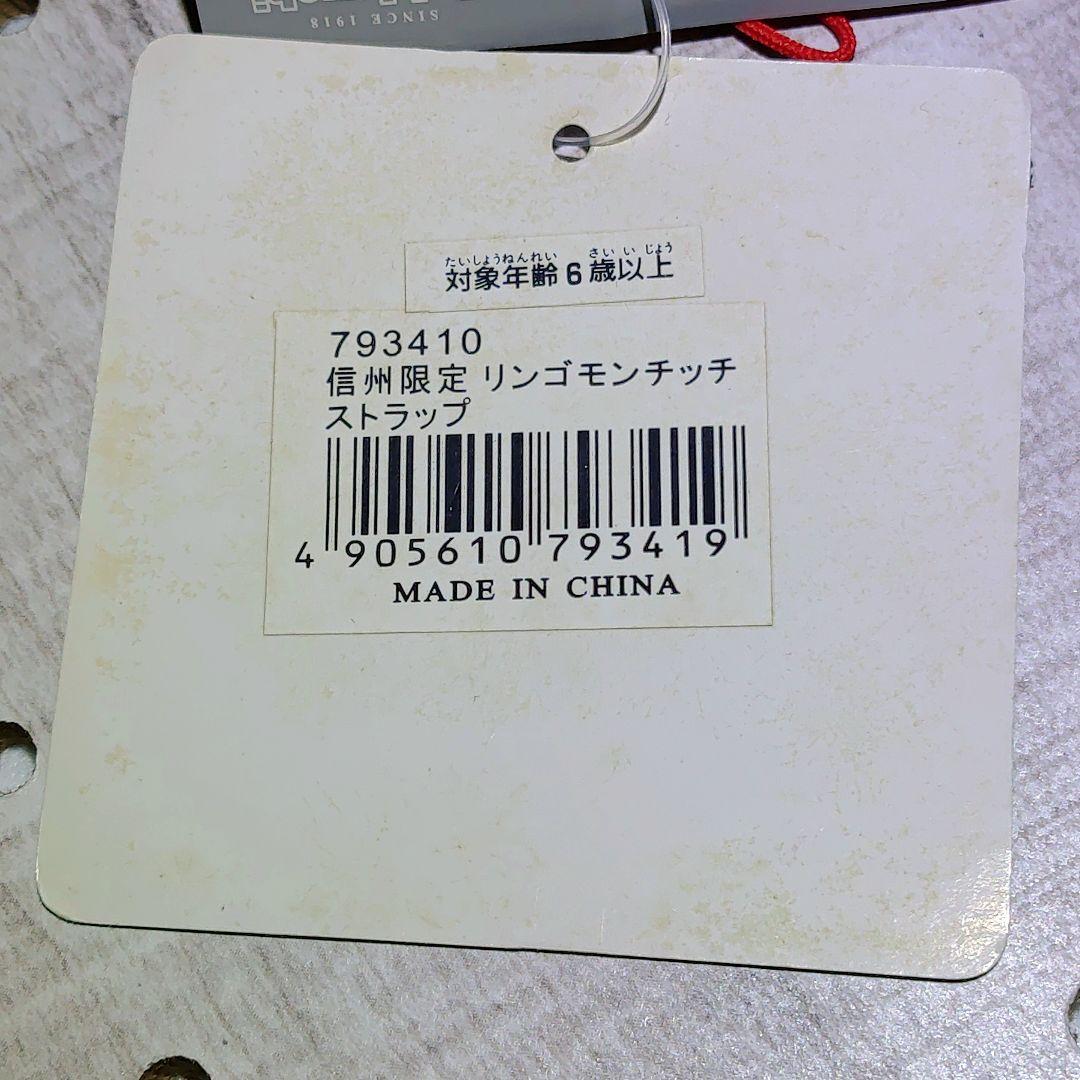 SINCE 1918
たいしょうねんれい さい いじょう
対象年齢6歳以上
793410
信州限定 リンゴモンチッチ
ストラップ
4 905610 793419
MADE IN CHINA